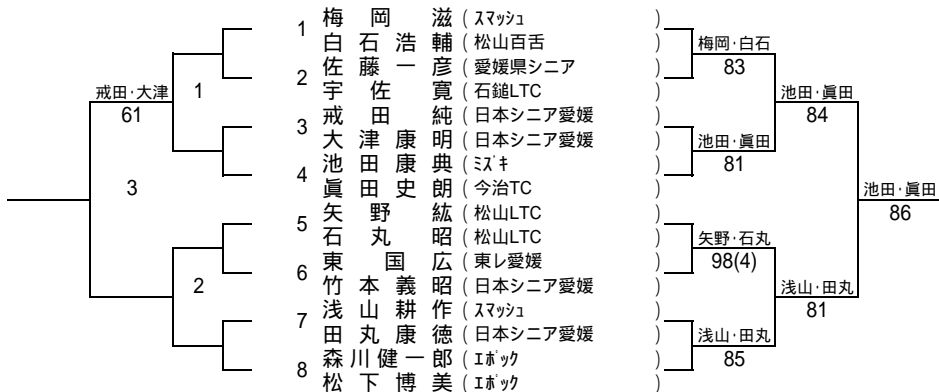 1 梅岡 滋 (スマッシュ)
白石浩輔 (松山百舌)
2 佐藤一彦 (愛媛県シニア)
宇佐 寛 (石鎚LTC)
3 戒田 純 (日本シニア愛媛)
大津康明 (日本シニア愛媛)
4 池田康典 (ミズキ)
眞田史朗 (今治TC)
5 矢野 紘 (松山LTC)
石丸 昭 (松山LTC)
6 東 国広 (東レ愛媛)
竹本義昭 (日本シニア愛媛)
7 浅山耕作 (スマッシュ)
田丸康徳 (日本シニア愛媛)
8 森川健一郎 (エポック)
松下博美 (エポック)
戒田・大津
61
1
3
2
梅岡・白石
83
池田・眞田
81
矢野・石丸
98(4)
浅山・田丸
85
池田・眞田
84
浅山・田丸
81
池田・眞田
86